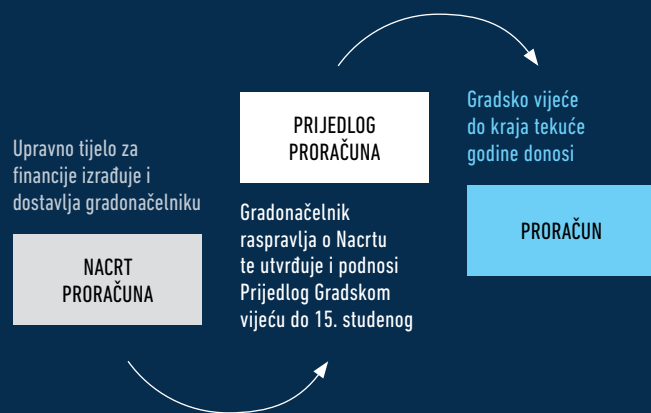 Upravno tijelo za
financije izrađuje i
dostavlja gradonačelniku
NACRT
PRORAČUNA
PRIJEDLOG
PRORAČUNA
Gradonačelnik
raspravlja o Nacrtu
te utvrđuje i podnosi
Prijedlog Gradskom
vijeću do 15. studenog
Gradsko vijeće
do kraja tekuće
godine donosi
PRORAČUN